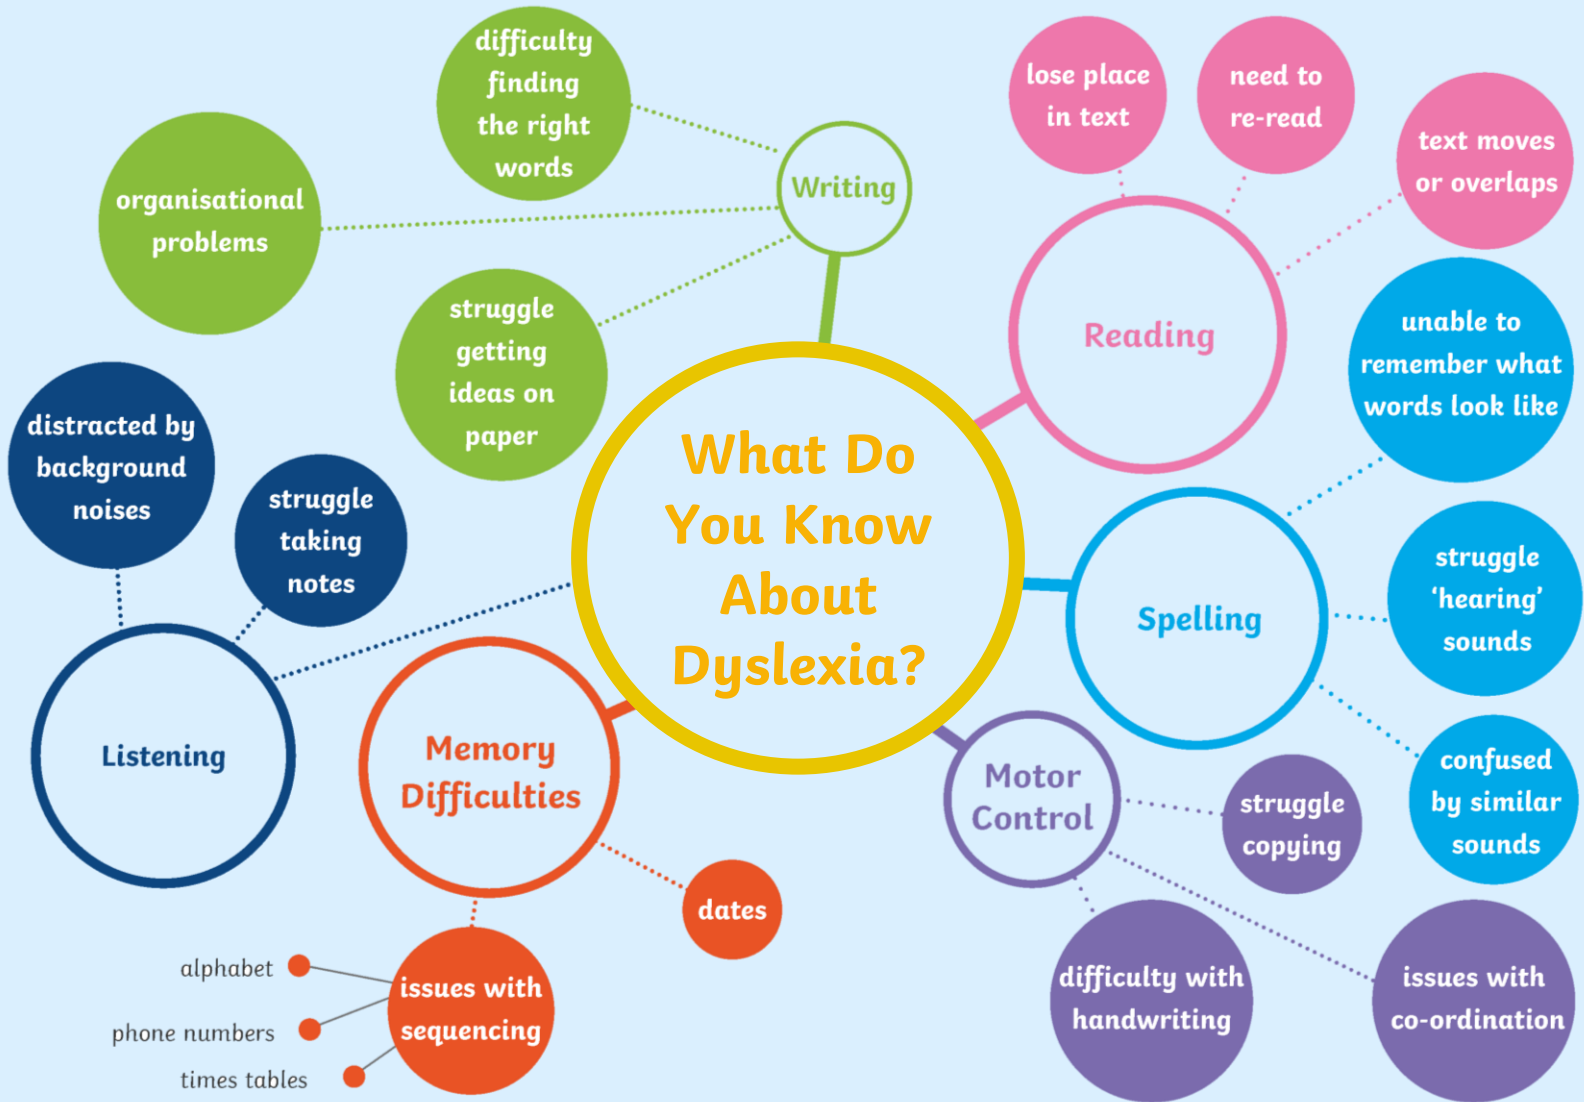 What Do
You Know
About
Dyslexia?
Writing
difficulty
finding
the right
words
organisational
problems
struggle
getting
ideas on
paper
Reading
lose place
in text
need to
re-read
text moves
or overlaps
Spelling
unable to
remember what
words look like
struggle
‘hearing’
sounds
confused
by similar
sounds
Motor
Control
struggle
copying
issues with
co-ordination
difficulty with
handwriting
Memory
Difficulties
dates
issues with
sequencing
alphabet
phone numbers
times tables
Listening
distracted by
background
noises
struggle
taking
notes